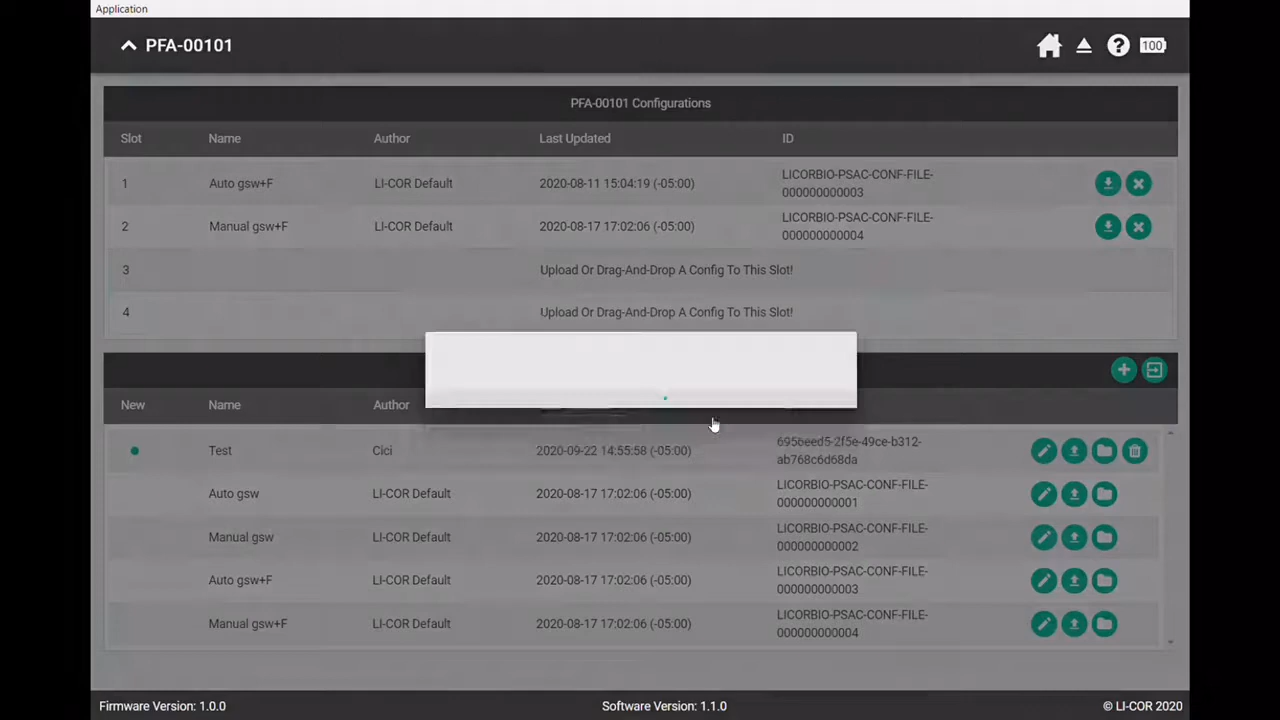 Application
PFA-00101
100
PFA-00101 Configurations
Slot Name Author Last Updated ID
1 Auto gsw+F LI-COR Default 2020-08-11 15:04:19 (-05:00) LICORBIO-PSAC-CONF-FILE-
000000000003
2 Manual gsw+F LI-COR Default 2020-08-17 17:02:06 (-05:00) LICORBIO-PSAC-CONF-FILE-
000000000004
3 Upload Or Drag-And-Drop A Config To This Slot!
4 Upload Or Drag-And-Drop A Config To This Slot!
New Name Author
Test Cici 2020-09-22 14:55:58 (-05:00) 6956eed5-2f5e-49ce-b312-
ab768c6d68da
Auto gsw LI-COR Default 2020-08-17 17:02:06 (-05:00) LICORBIO-PSAC-CONF-FILE-
000000000001
Manual gsw LI-COR Default 2020-08-17 17:02:06 (-05:00) LICORBIO-PSAC-CONF-FILE-
000000000002
Auto gsw+F LI-COR Default 2020-08-17 17:02:06 (-05:00) LICORBIO-PSAC-CONF-FILE-
000000000003
Manual gsw+F LI-COR Default 2020-08-17 17:02:06 (-05:00) LICORBIO-PSAC-CONF-FILE-
000000000004
Firmware Version: 1.0.0 Software Version: 1.1.0 © LI-COR 2020